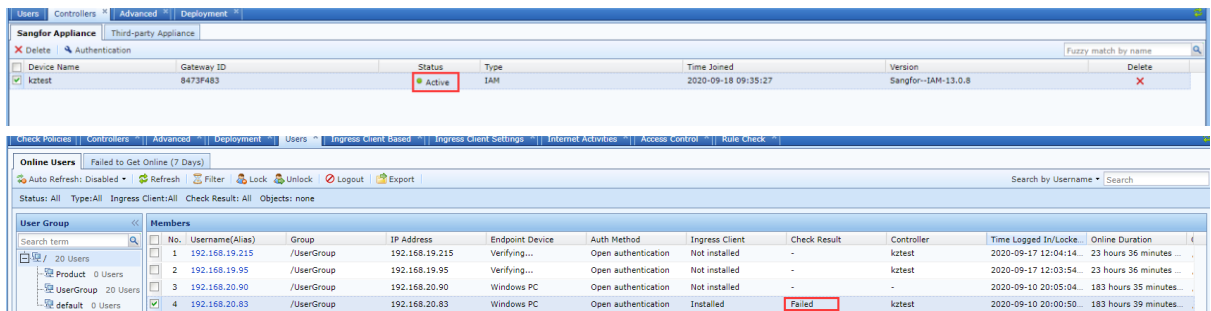 Users Controllers Advanced Deployment
Sangfor Appliance Third-party Appliance
Delete Authentication Fuzzy match by name
Device Name Gateway ID Status Type Time Joined Version Delete
kztest 8473F483 Active IAM 2020-09-18 09:35:27 Sangfor--IAM-13.0.8
Check Policies Controllers Advanced Deployment Users Ingress Client Based Ingress Client Settings Internet Activities Access Control Rule Check
Online Users Failed to Get Online (7 Days)
Auto Refresh: Disabled Refresh Filter Lock Unlock Logout Export Search by Username Search
Status: All Type:All Ingress Client:All Check Result: All Objects: none
User Group << Members
Search term No. Username(Alias) Group IP Address Endpoint Device Auth Method Ingress Client Check Result Controller Time Logged In/Locke... Online Duration
/ 20 Users 1 192.168.19.215 /UserGroup 192.168.19.215 Verifying... Open authentication Not installed - kztest 2020-09-17 12:04:14... 23 hours 36 minutes ...
Product 0 Users 2 192.168.19.95 /UserGroup 192.168.19.95 Verifying... Open authentication Not installed - kztest 2020-09-17 12:03:54... 23 hours 36 minutes ...
UserGroup 20 Users 3 192.168.20.90 /UserGroup 192.168.20.90 Windows PC Open authentication Not installed - kztest 2020-09-10 20:05:04... 183 hours 35 minutes...
default 0 Users 4 192.168.20.83 /UserGroup 192.168.20.83 Windows PC Open authentication Installed Failed kztest 2020-09-10 20:00:50... 183 hours 39 minutes...